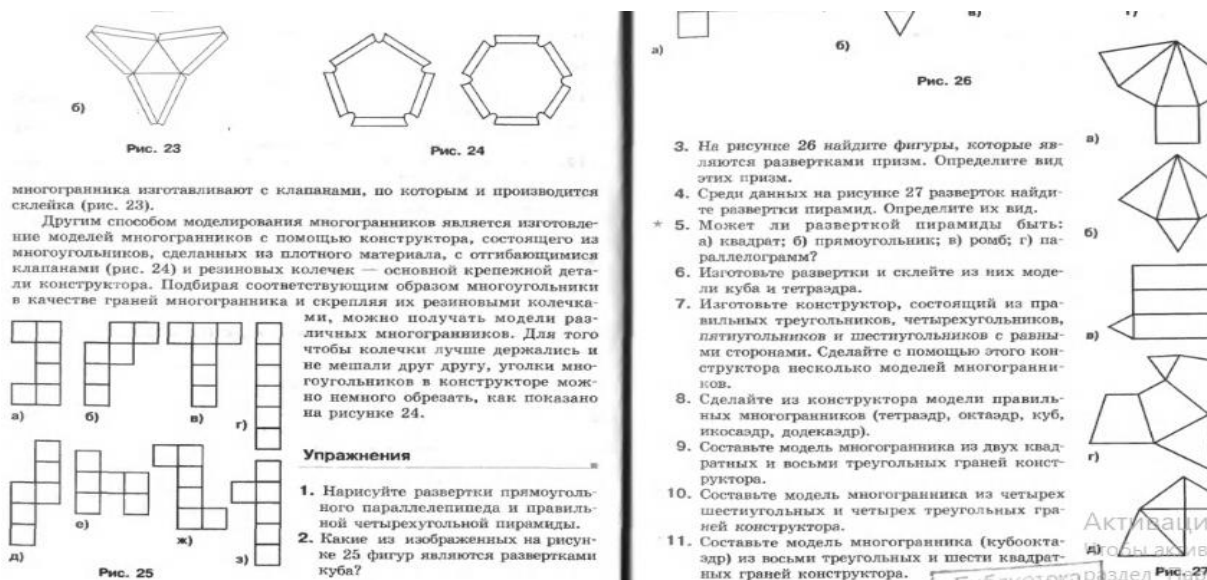 б)
Рис. 23
Рис. 24
многогранника изготавливают с клапанами, по которым и производится
склейка (рис. 23).
Другим способом моделирования многогранников является изготовле-
ние моделей многогранников с помощью конструктора, состоящего из
многоугольников, сделанных из плотного материала, с отгибающимися
клапанами (рис. 24) и резиновых колечек — основной крепежной дета-
ли конструктора. Подбирая соответствующим образом многоугольники
в качестве граней многогранника и скрепляя их резиновыми колечка-
ми, можно получать модели раз-
личных многогранников. Для того
чтобы колечки лучше держались и
не мешали друг другу, уголки мно-
гоугольников в конструкторе мож-
но немного обрезать, как показано
на рисунке 24.
а)
б)
в)
г)
д)
е)
ж)
з)
Рис. 25
Упражнения
1. Нарисуйте развертки прямоуголь-
ного параллелепипеда и правиль-
ной четырехугольной пирамиды.
2. Какие из изображенных на рисун-
ке 25 фигур являются развертками
куба?
а)
б)
Рис. 26
3. На рисунке 26 найдите фигуры, которые яв-
ляются развертками призм. Определите вид
этих призм.
4. Среди данных на рисунке 27 разверток найди-
те развертки пирамид. Определите их вид.
* 5. Может ли разверткой пирамиды быть:
а) квадрат; б) прямоугольник; в) ромб; г) па-
раллелограмм?
6. Изготовьте развертки и склейте из них моде-
ли куба и тетраэдра.
7. Изготовьте конструктор, состоящий из пра-
вильных треугольников, четырехугольников,
пятиугольников и шестиугольников с равны-
ми сторонами. Сделайте с помощью этого кон-
структора несколько моделей многогранни-
ков.
8. Сделайте из конструктора модели правиль-
ных многогранников (тетраэдр, октаэдр, куб,
икосаэдр, додекаэдр).
9. Составьте модель многогранника из двух квад-
ратных и восьми треугольных граней конст-
руктора.
10. Составьте модель многогранника из четырех
шестиугольных и четырех треугольных гра-
ней конструктора.
11. Составьте модель многогранника (кубоокта-
эдр) из восьми треугольных и шести квадрат-
ных граней конструктора.
а)
б)
в)
г)
д)
Рис. 27